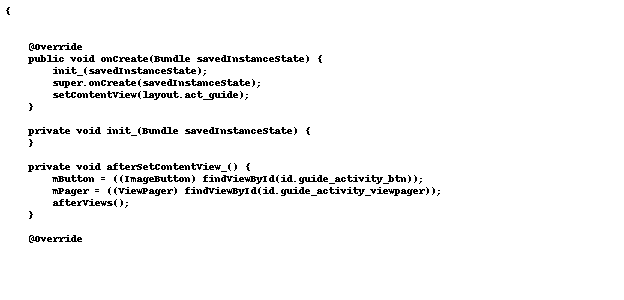 {
@Override
public void onCreate(Bundle savedInstanceState) {
init_(savedInstanceState);
super.onCreate(savedInstanceState);
setContentView(layout.act_guide);
}
private void init_(Bundle savedInstanceState) {
}
private void afterSetContentView_() {
mButton = ((ImageButton) findViewById(id.guide_activity_btn));
mPager = ((ViewPager) findViewById(id.guide_activity_viewpager));
afterViews();
}
@Override